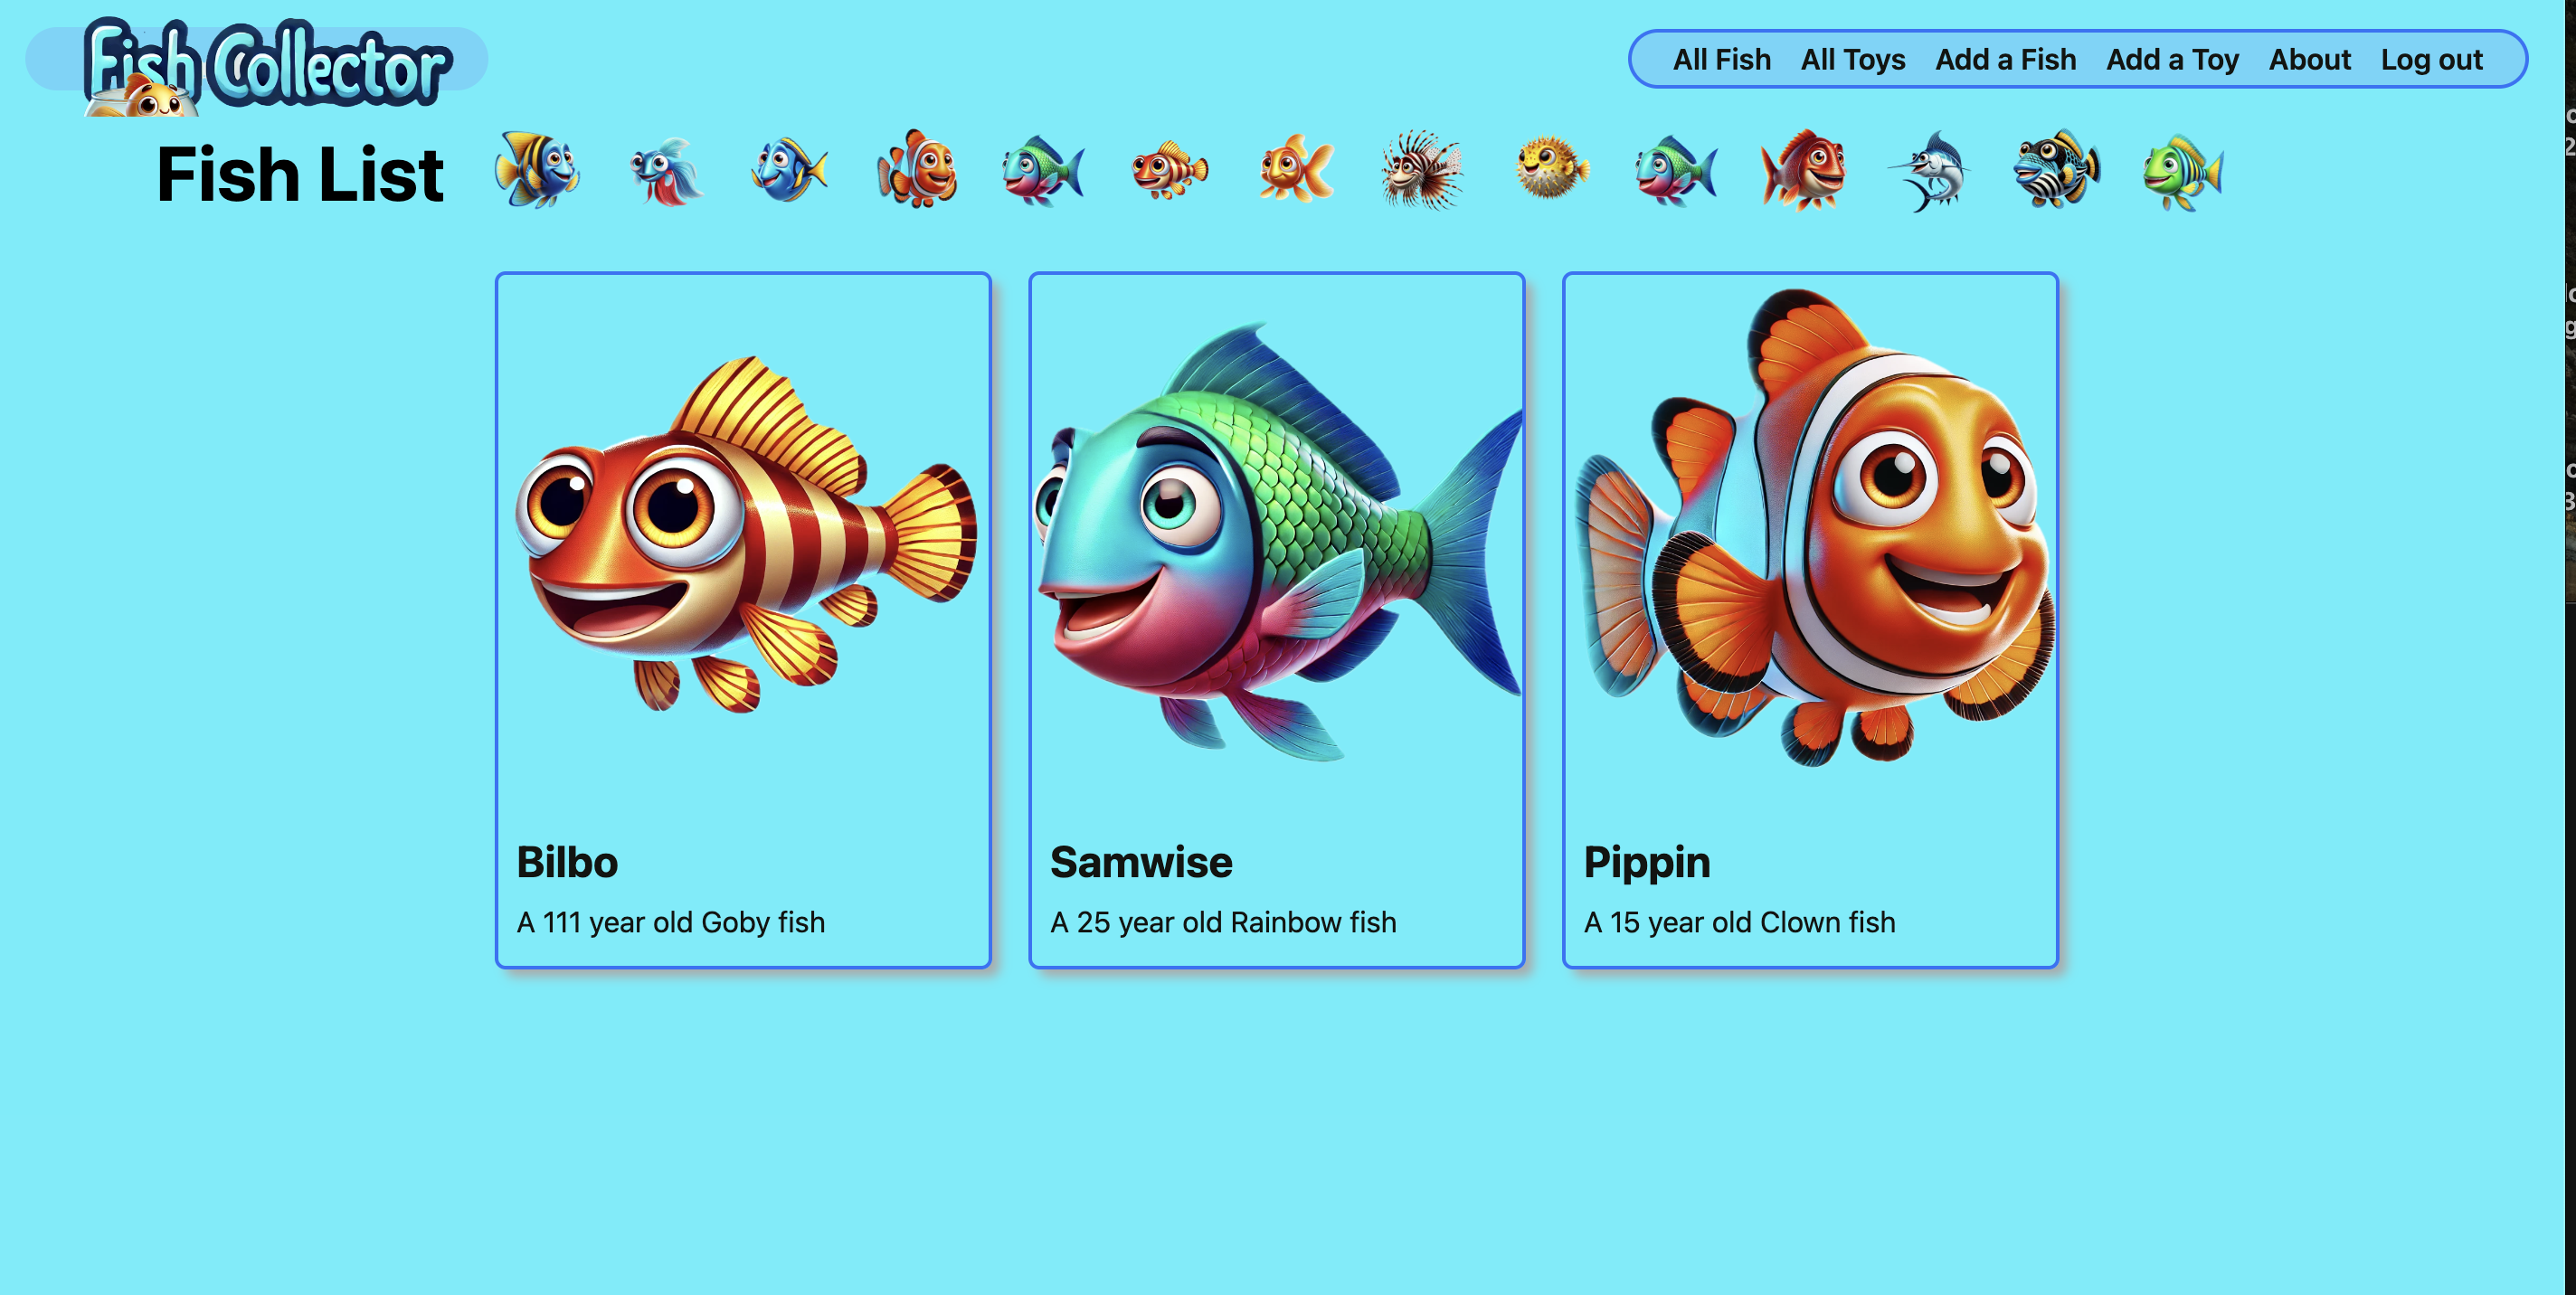 Fish Collector
All Fish All Toys Add a Fish Add a Toy About Log out
Fish List
Bilbo
A 111 year old Goby fish
Samwise
A 25 year old Rainbow fish
Pippin
A 15 year old Clown fish